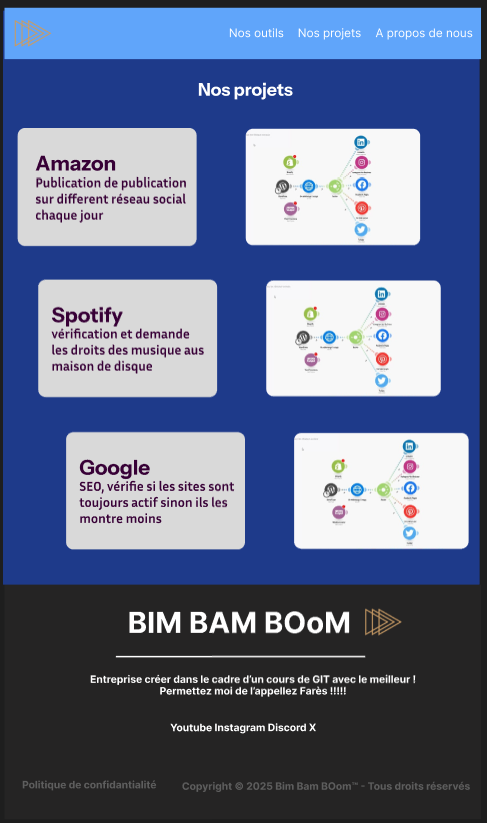 Nos outils Nos projets A propos de nous
Nos projets
Amazon
Publication de publication
sur different réseau social
chaque jour
Spotify
vérification et demande
les droits des musique aus
maison de disque
Google
SEO, vérifie si les sites sont
toujours actif sinon ils les
montre moins
BIM BAM BOoM
Entreprise créer dans le cadre d'un cours de GIT avec le meilleur !
Permettez moi de l'appellez Farès !!!!!
Youtube Instagram Discord X
Politique de confidantialité
Copyright © 2025 Bim Bam BOom™ - Tous droits réservés